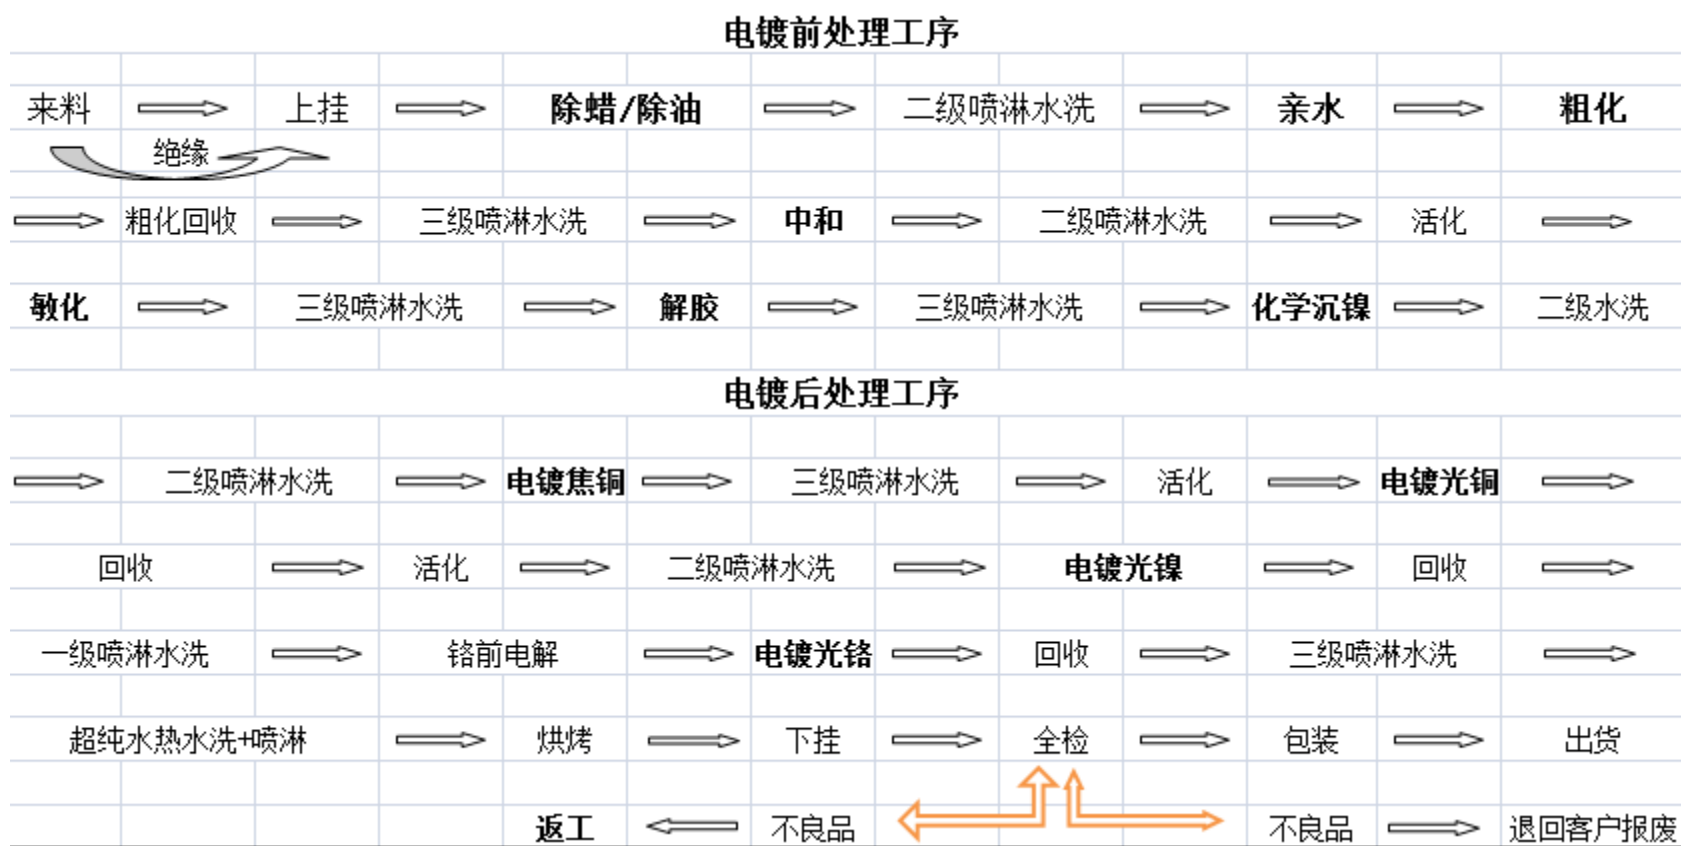 电镀前处理工序
来料 上挂 除蜡/除油 二级喷淋水洗 亲水 粗化
绝缘
粗化回收 三级喷淋水洗 中和 二级喷淋水洗 活化
敏化 三级喷淋水洗 解胶 三级喷淋水洗 化学沉镍 二级水洗
电镀后处理工序
二级喷淋水洗 电镀焦铜 三级喷淋水洗 活化 电镀光铜
回收 活化 二级喷淋水洗 电镀光镍 回收
一级喷淋水洗 铬前电解 电镀光铬 回收 三级喷淋水洗
超纯水热水洗+喷淋 烘烤 下挂 全检 包装 出货
返工 不良品 不良品 退回客户报废